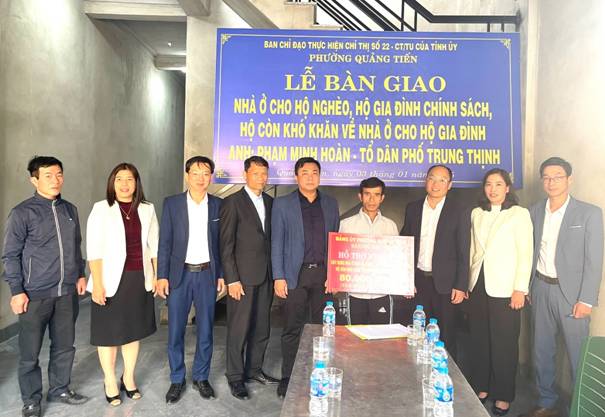 BAN CHỈ ĐẠO THỰC HIỆN CHỈ THỊ SỐ 22 - CT/TU CỦA TỈNH ỦY
PHƯỜNG QUẢNG TIẾN
LỄ BÀN GIAO
NHÀ Ở CHO HỘ NGHÈO, HỘ GIA ĐÌNH CHÍNH SÁCH,
HỘ CÒN KHÓ KHĂN VỀ NHÀ Ở CHO HỘ GIA ĐÌNH
ANH: PHẠM MINH HOÀN - TỔ DÂN PHỐ TRUNG THỊNH
ngày 03 tháng 01 năm
ĐẢNG ỦY PHƯỜNG
HỖ TRỢ
80.000